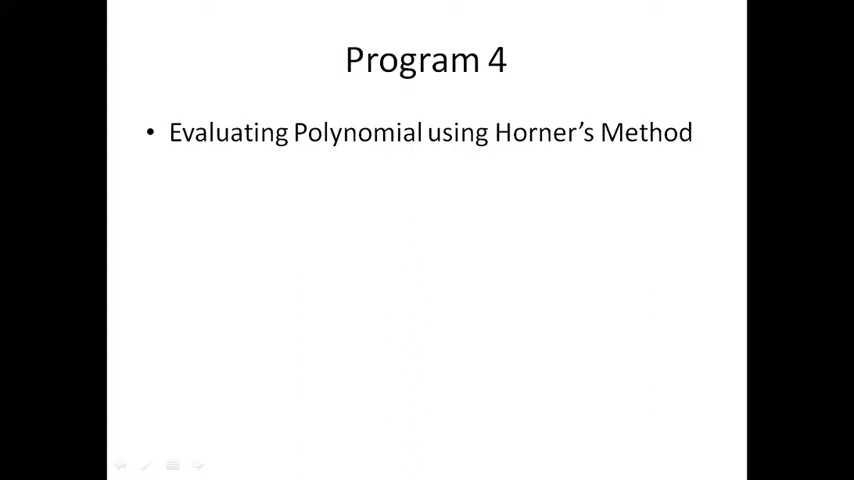 Program 4
• Evaluating Polynomial using Horner's Method